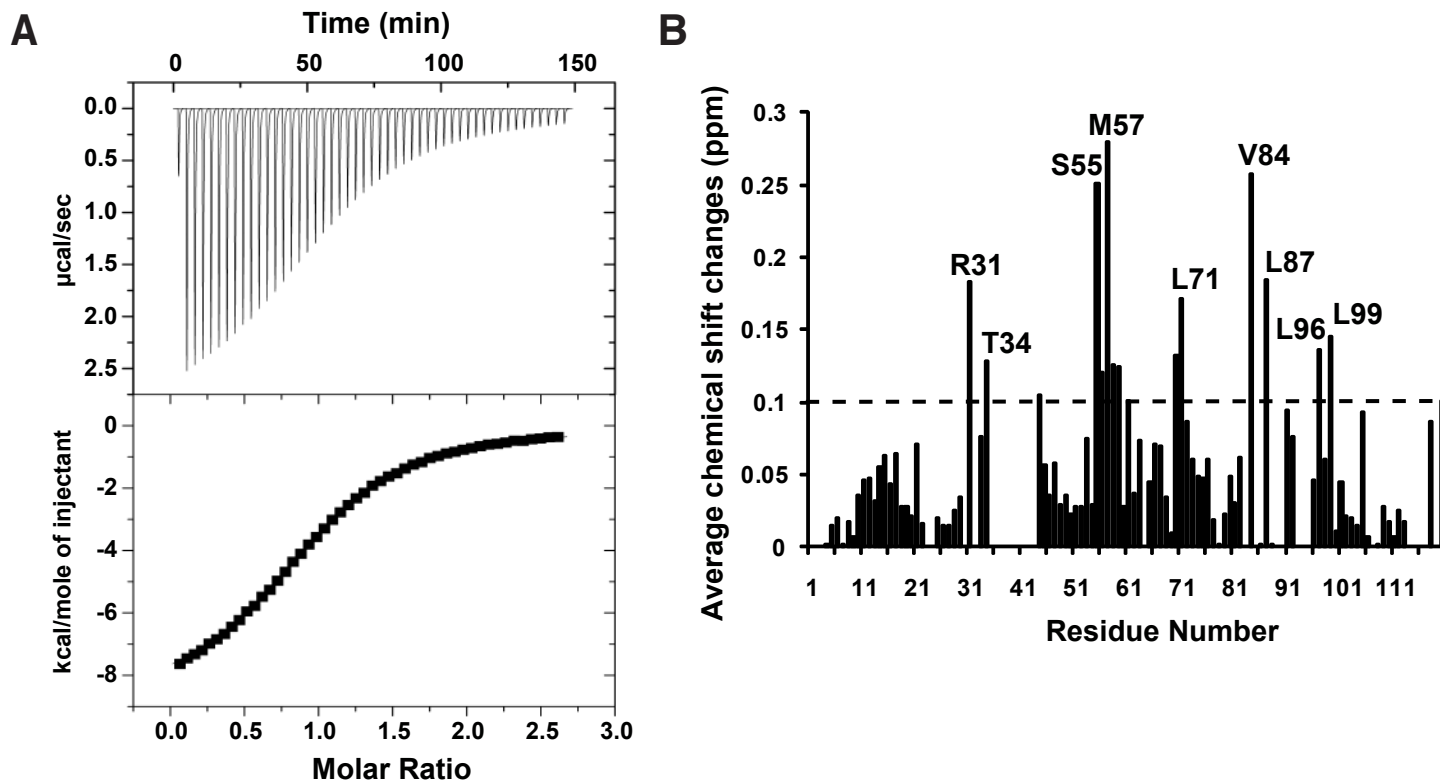 A
Time (min)
0 50 100 150
0.0
0.5
1.0
1.5
2.0
2.5
µcal/sec
0
-2
-4
-6
-8
kcal/mole of injectant
0.0 0.5 1.0 1.5 2.0 2.5 3.0
Molar Ratio
B
Average chemical shift changes (ppm)
0.3
0.25
0.2
0.15
0.1
0.05
0
M57
S55
V84
R31
L87
L71
T34
L96
L99
1 11 21 31 41 51 61 71 81 91 101 111
Residue Number